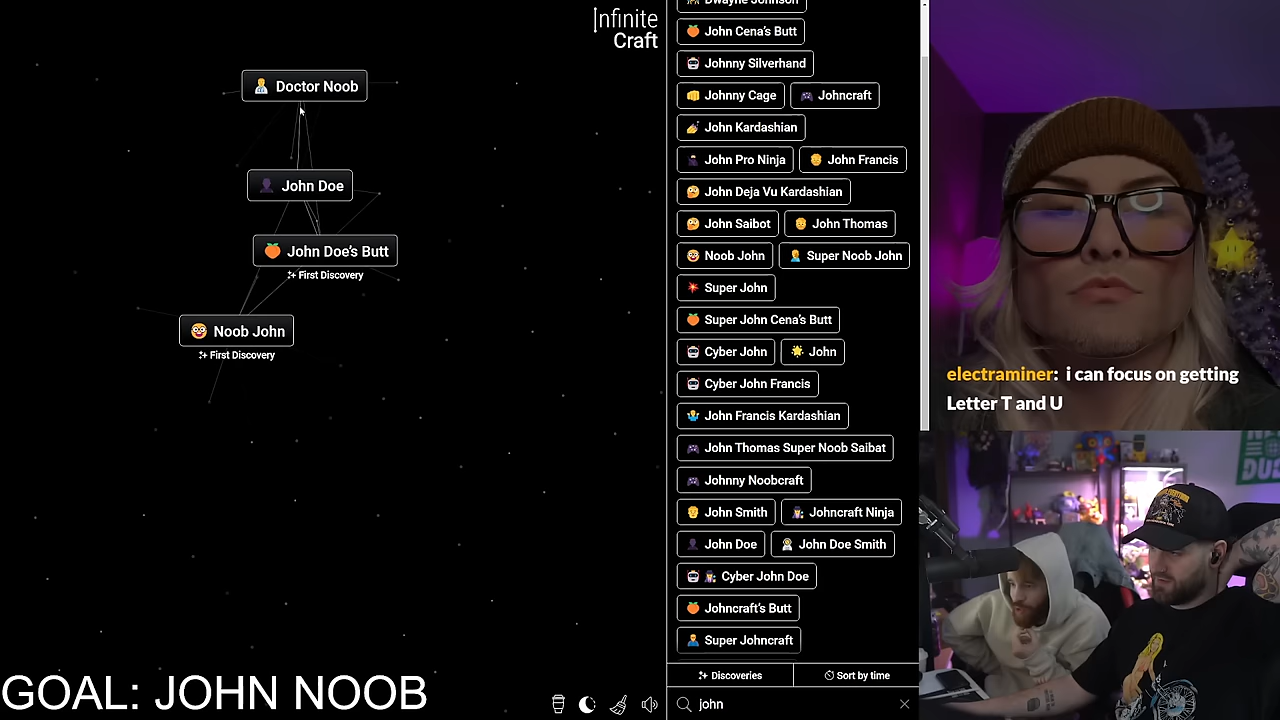 Infinite
Craft
Doctor Noob
John Doe
John Doe's Butt
First Discovery
Noob John
First Discovery
GOAL: JOHN NOOB
Dwayne Johnson
John Cena's Butt
Johnny Silverhand
Johnny Cage
Johncraft
John Kardashian
John Pro Ninja
John Francis
John Deja Vu Kardashian
John Saibot
John Thomas
Noob John
Super Noob John
Super John
Super John Cena's Butt
Cyber John
John
Cyber John Francis
John Francis Kardashian
John Thomas Super Noob Saibat
Johnny Noobcraft
John Smith
Johncraft Ninja
John Doe
John Doe Smith
Cyber John Doe
Johncraft's Butt
Super Johncraft
Discoveries
Sort by time
john
electraminer: i can focus on getting
Letter T and U